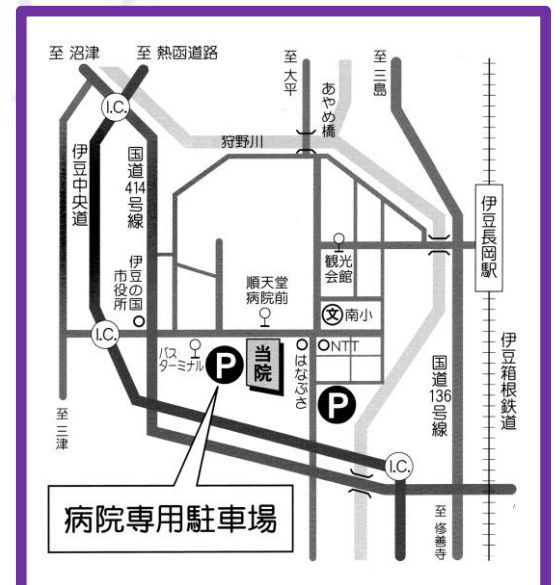 至 沼津
至 熱函道路
至 大平
至 三島
あやめ橋
I.C.
狩野川
伊豆中央道
国道414号線
伊豆長岡駅
観光会館
伊豆の国市役所
順天堂病院前
文
南小
I.C.
バスターミナル
P
当院
はなぶさ
NTT
P
国道136号線
伊豆箱根鉄道
至 三津
I.C.
病院専用駐車場
至 修善寺